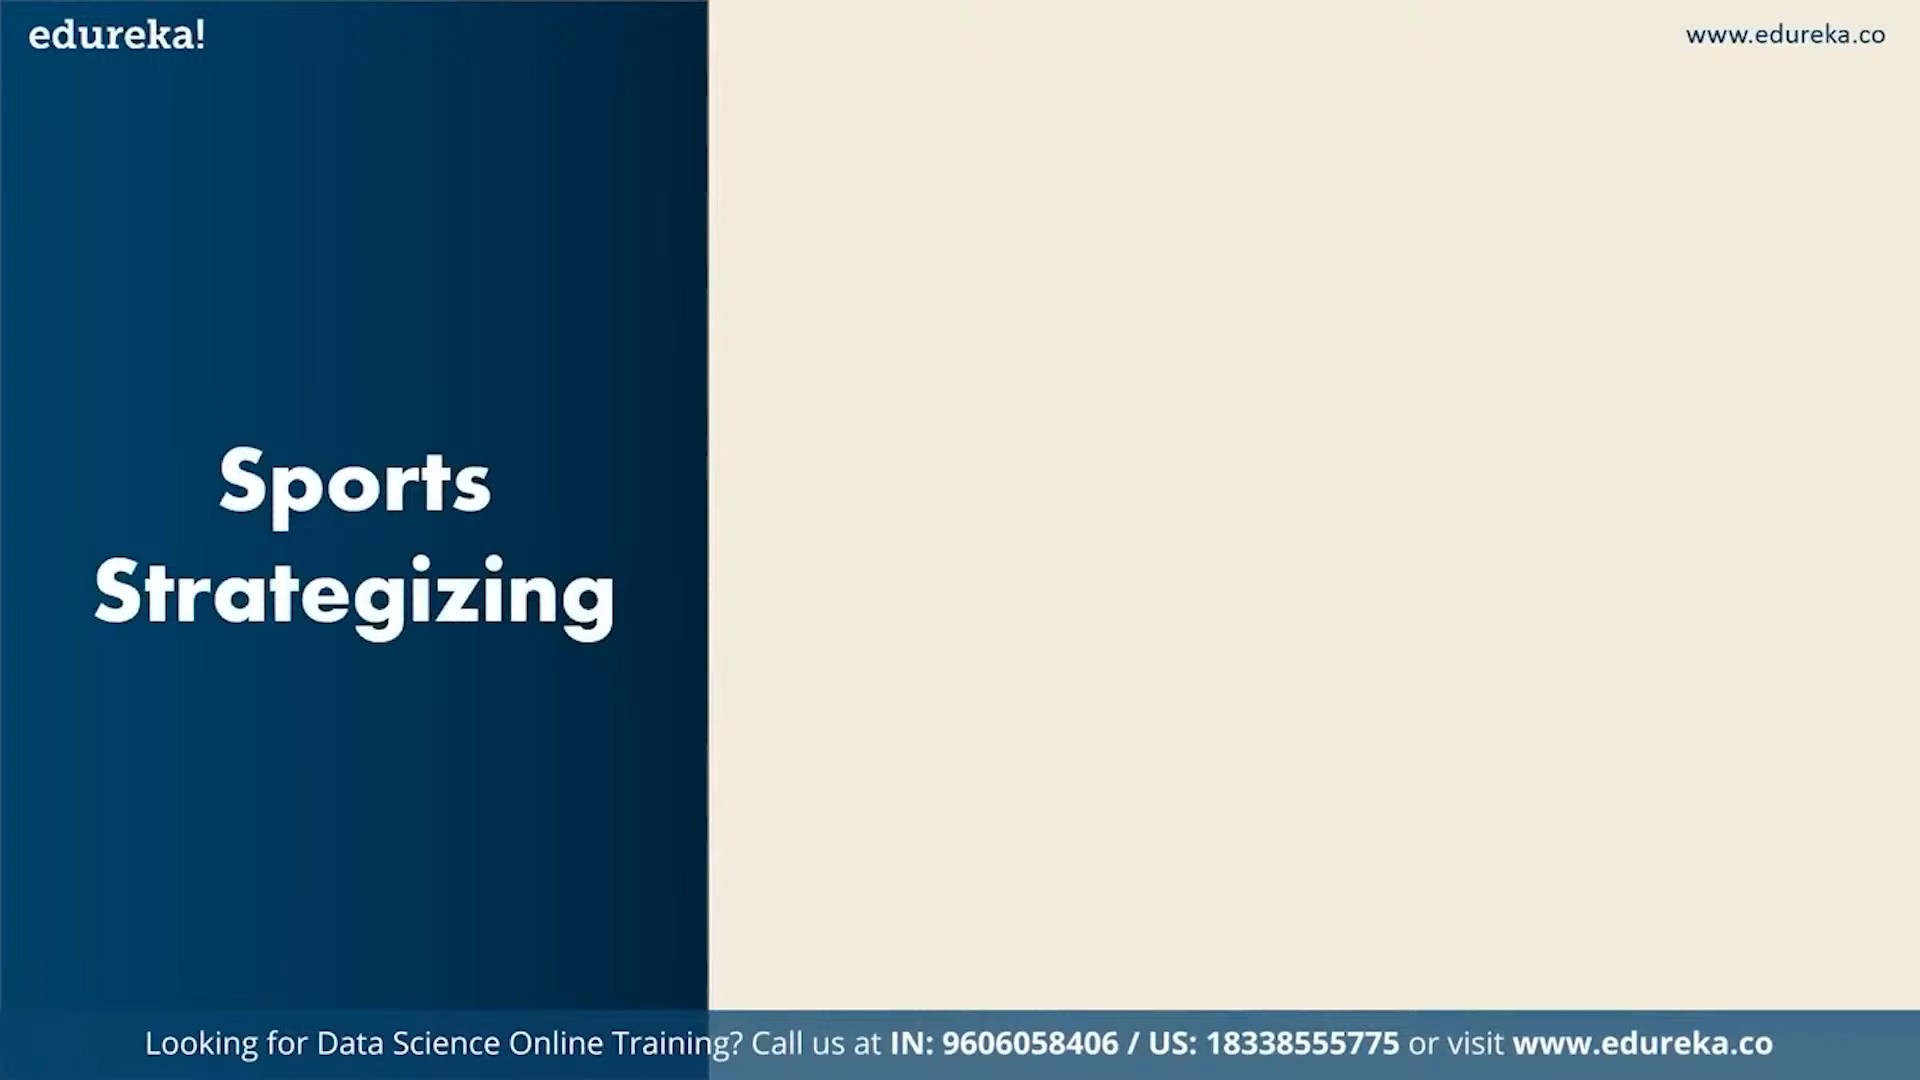 edureka!
www.edureka.co
Sports
Strategizing
Looking for Data Science Online Training? Call us at IN: 9606058406 / US: 18338555775 or visit www.edureka.co